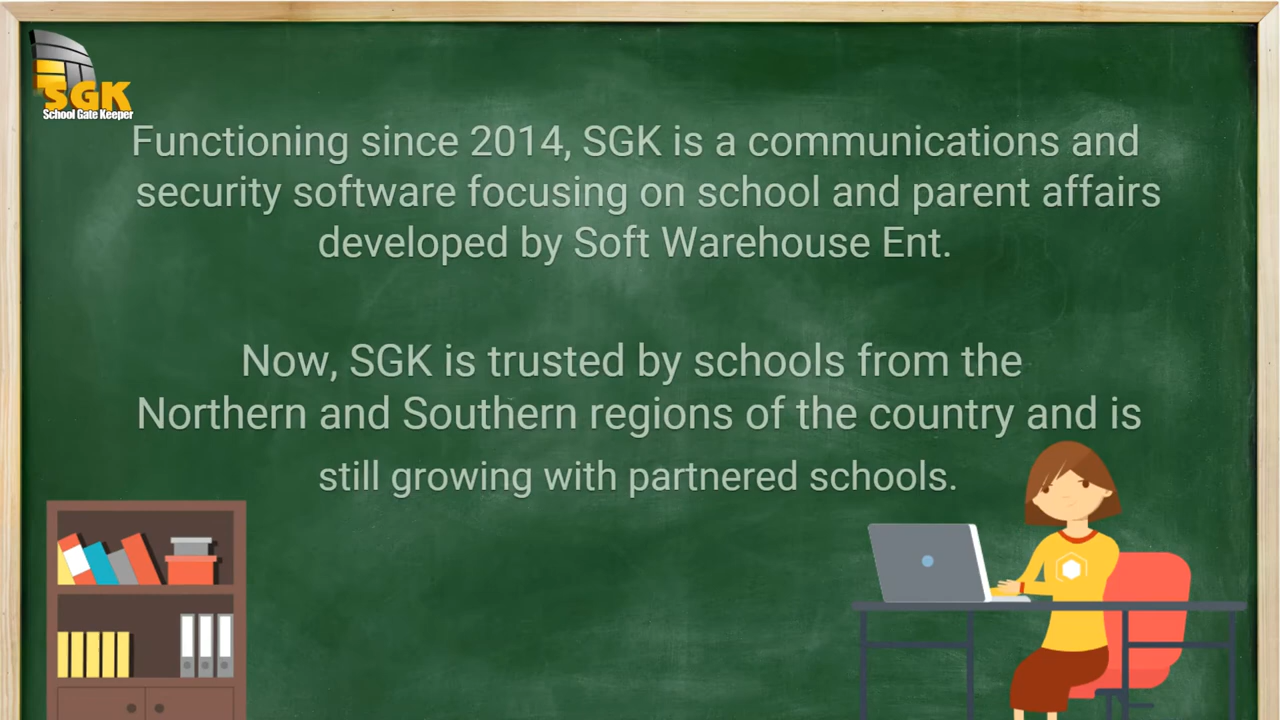 SGK
School Gate Keeper
Functioning since 2014, SGK is a communications and
security software focusing on school and parent affairs
developed by Soft Warehouse Ent.
Now, SGK is trusted by schools from the
Northern and Southern regions of the country and is
still growing with partnered schools.